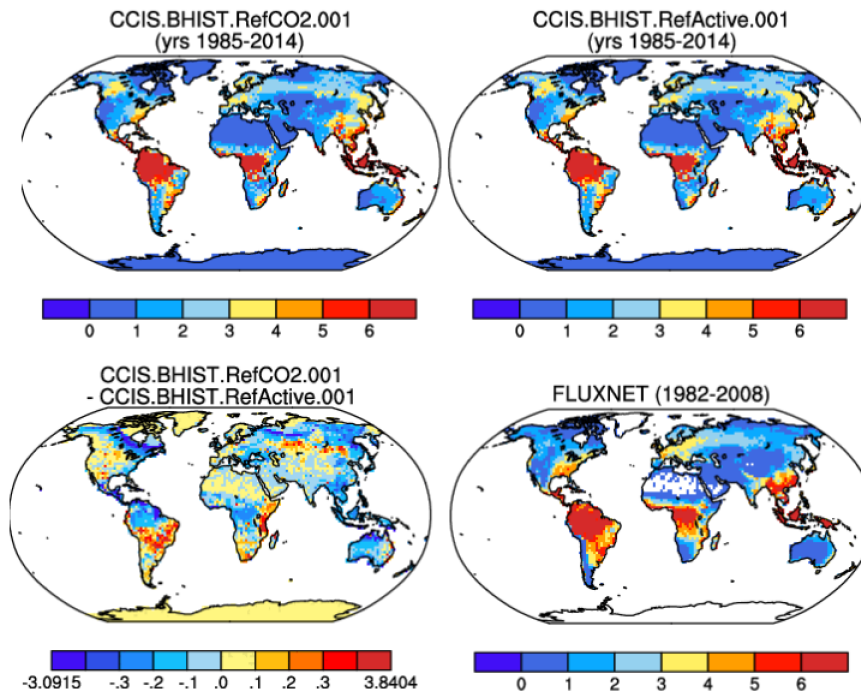 CCIS.BHIST.RefCO2.001
(yrs 1985-2014)
CCIS.BHIST.RefActive.001
(yrs 1985-2014)
0 1 2 3 4 5 6
0 1 2 3 4 5 6
CCIS.BHIST.RefCO2.001
- CCIS.BHIST.RefActive.001
FLUXNET (1982-2008)
-3.0915 -.3 -.2 -.1 .0 .1 .2 .3 3.8404
0 1 2 3 4 5 6